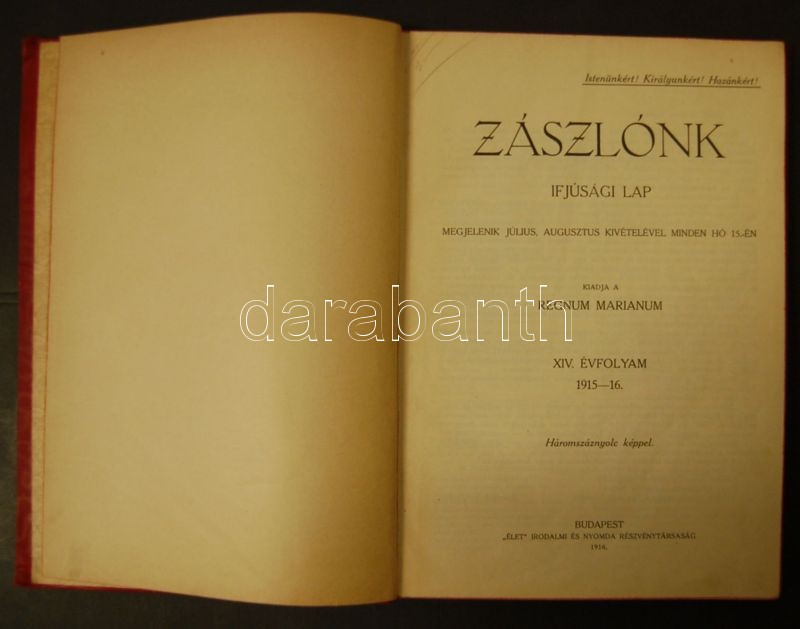 Istenünkért! Királyunkért! Hazánkért!
ZÁSZLÓNK
IFJÚSÁGI LAP
MEGJELENIK JÚLIUS, AUGUSZTUS KIVÉTELÉVEL MINDEN HÓ 15.-ÉN
KIADJA A
REGNUM MARIANUM
darabanth
XIV. ÉVFOLYAM
1915—16.
Háromszáznyolc képpel.
BUDAPEST
„ÉLET" IRODALMI ÉS NYOMDA RÉSZVÉNYTÁRSASÁG
1916.